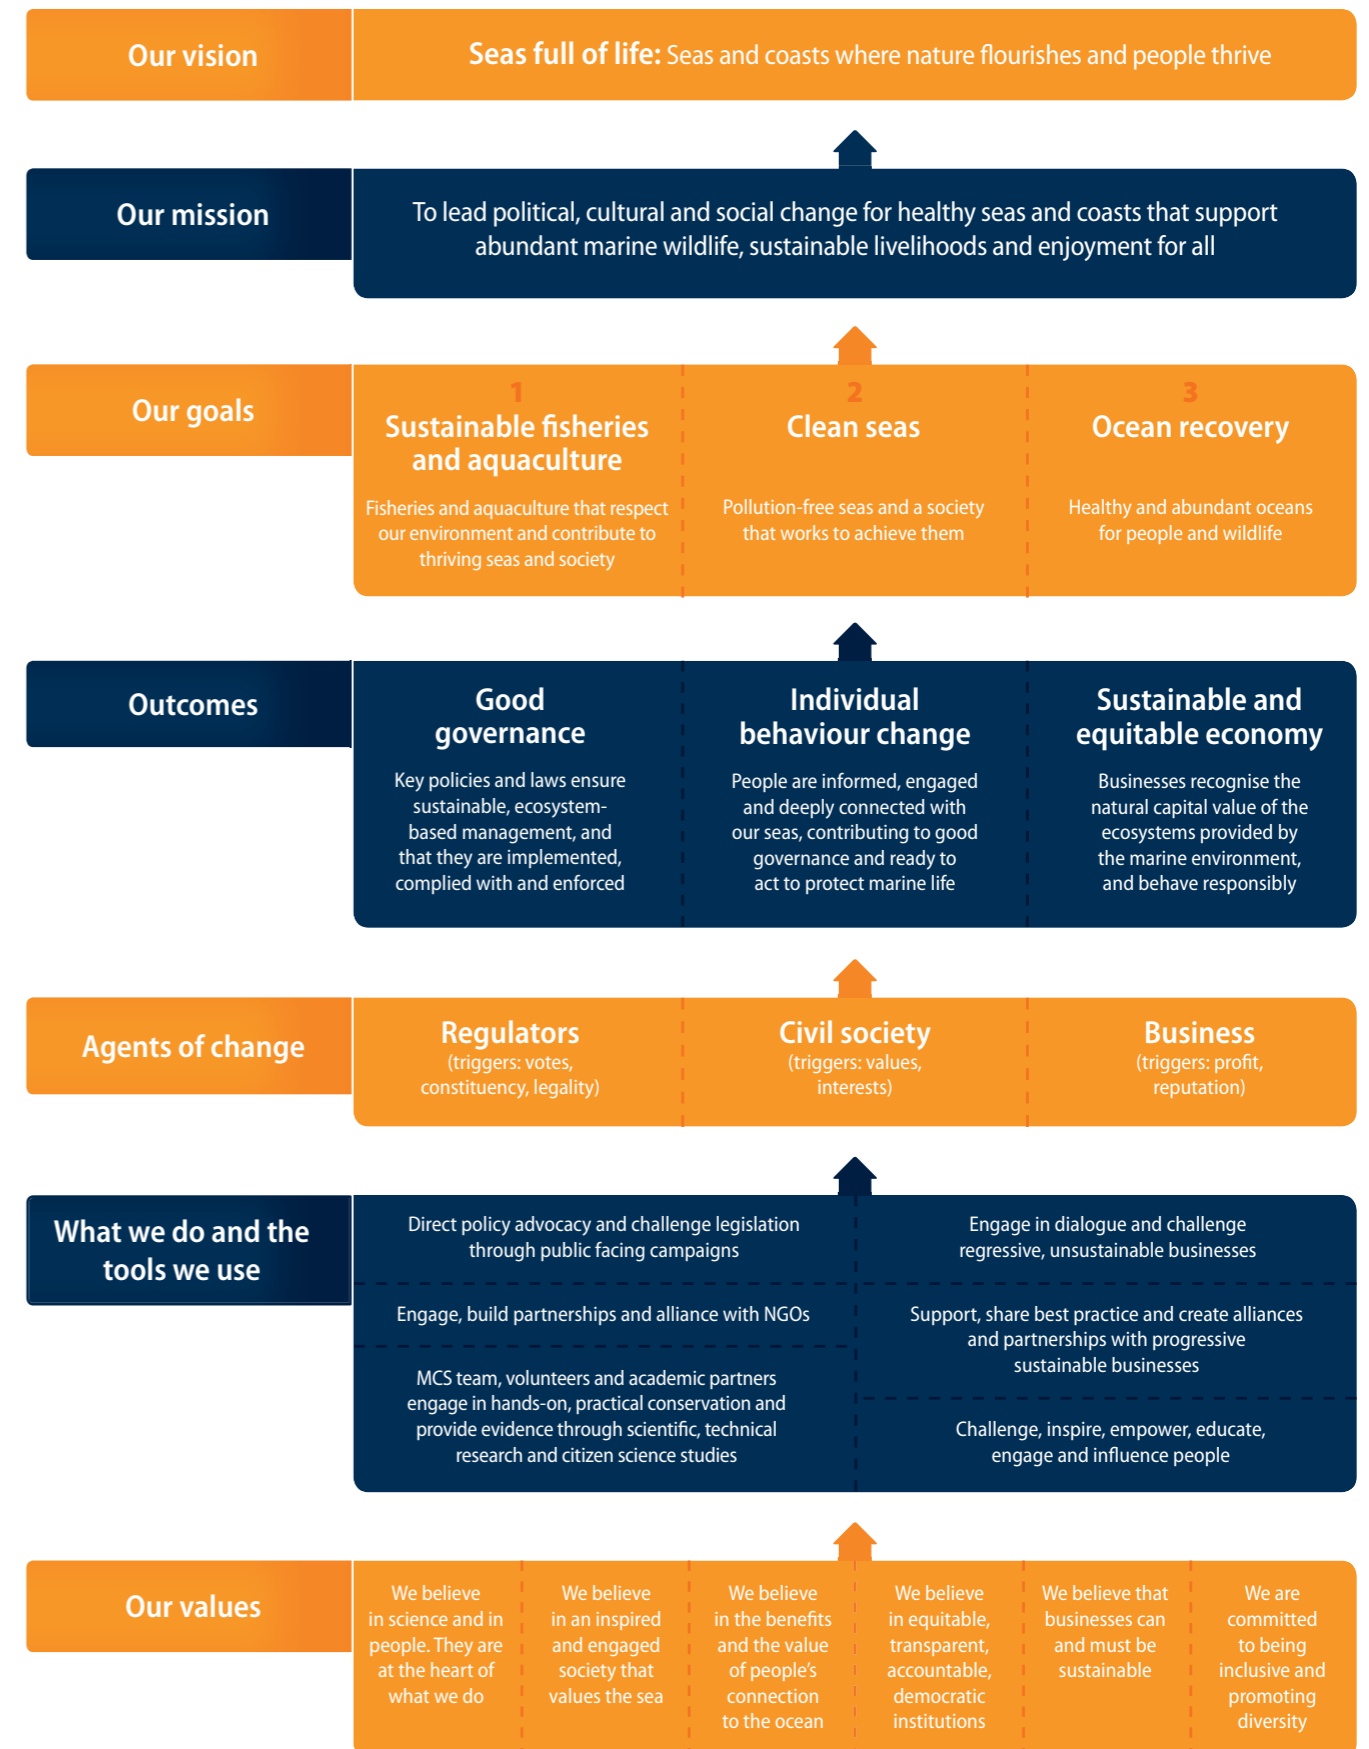 Our vision
Seas full of life: Seas and coasts where nature flourishes and people thrive
Our mission
To lead political, cultural and social change for healthy seas and coasts that support
abundant marine wildlife, sustainable livelihoods and enjoyment for all
Our goals
1
Sustainable fisheries
and aquaculture
Fisheries and aquaculture that respect
our environment and contribute to
thriving seas and society
2
Clean seas
Pollution-free seas and a society
that works to achieve them
3
Ocean recovery
Healthy and abundant oceans
for people and wildlife
Outcomes
Good
governance
Key policies and laws ensure
sustainable, ecosystem-
based management, and
that they are implemented,
complied with and enforced
Individual
behaviour change
People are informed, engaged
and deeply connected with
our seas, contributing to good
governance and ready to
act to protect marine life
Sustainable and
equitable economy
Businesses recognise the
natural capital value of the
ecosystems provided by
the marine environment,
and behave responsibly
Agents of change
Regulators
(triggers: votes,
constituency, legality)
Civil society
(triggers: values,
interests)
Business
(triggers: profit,
reputation)
What we do and the
tools we use
Direct policy advocacy and challenge legislation
through public facing campaigns
Engage, build partnerships and alliance with NGOs
MCS team, volunteers and academic partners
engage in hands-on, practical conservation and
provide evidence through scientific, technical
research and citizen science studies
Engage in dialogue and challenge
regressive, unsustainable businesses
Support, share best practice and create alliances
and partnerships with progressive
sustainable businesses
Challenge, inspire, empower, educate,
engage and influence people
Our values
We believe
in science and in
people. They are
at the heart of
what we do
We believe
in an inspired
and engaged
society that
values the sea
We believe
in the benefits
and the value
of people's
connection
to the ocean
We believe
in equitable,
transparent,
accountable,
democratic
institutions
We believe that
businesses can
and must be
sustainable
We are
committed
to being
inclusive and
promoting
diversity